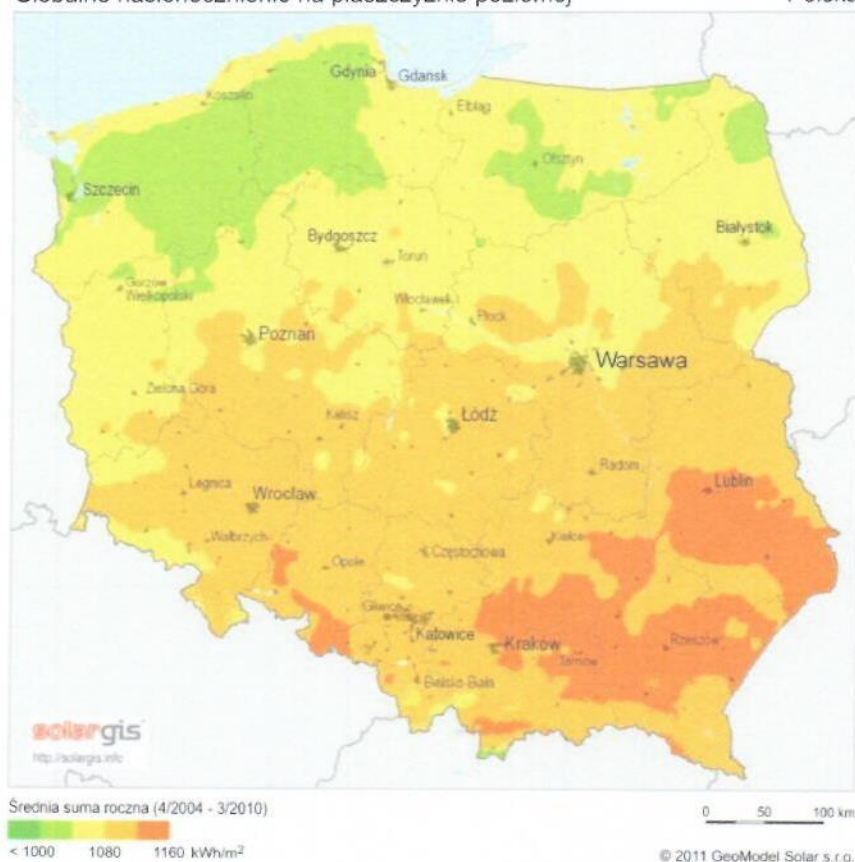 Globalne nasłonecznienie na płaszczyźnie poziomej
Polska
Gdynia
Gdańsk
Koszalin
Elbląg
Olsztyn
Szczecin
Białystok
Bydgoszcz
Toruń
Gorzów
Wielkopolski
Włocławek
Płock
Poznań
Warsawa
Zielona Góra
Kalisz
Łódź
Radom
Legnica
Lublin
Wrocław
Wałbrzych
Kielce
Opole
Częstochowa
Gliwice
Katowice
Kraków
Tarnów
Rzeszów
Bielsko-Biała
solargis
http://solargis.info
Średnia suma roczna (4/2004 - 3/2010)
0 50 100 km
< 1000 1080 1160 kWh/m²
© 2011 GeoModel Solar s.r.o.